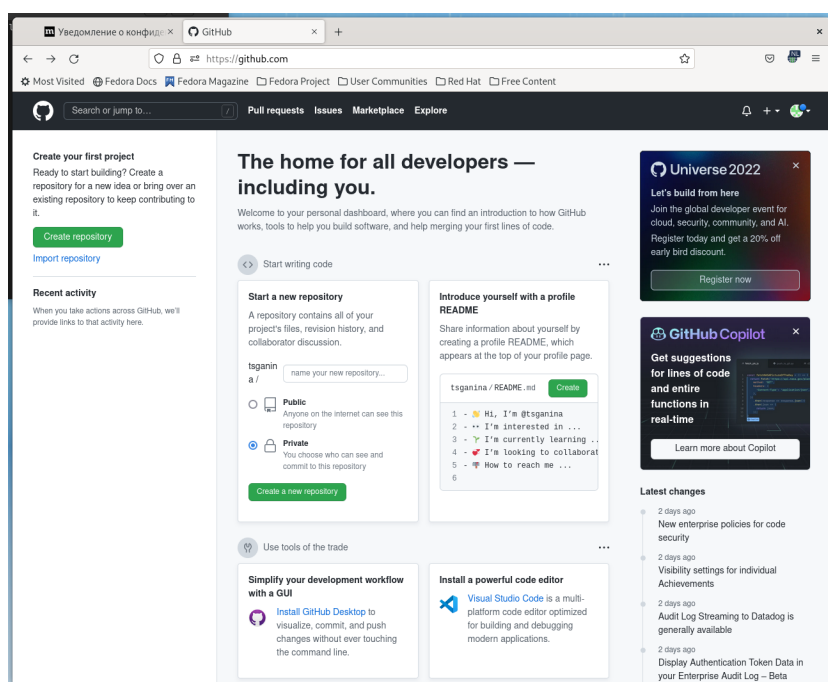 Уведомление о конфиде
GitHub
https://github.com
Most Visited Fedora Docs Fedora Magazine Fedora Project User Communities Red Hat Free Content
Search or jump to... / Pull requests Issues Marketplace Explore
Create your first project
Ready to start building? Create a
repository for a new idea or bring over an
existing repository to keep contributing to
it.
Create repository
Import repository
Recent activity
When you take actions across GitHub, we'll
provide links to that activity here.
The home for all developers —
including you.
Welcome to your personal dashboard, where you can find an introduction to how GitHub
works, tools to help you build software, and help merging your first lines of code.
Start writing code
Start a new repository
A repository contains all of your
project's files, revision history, and
collaborator discussion.
tsganin
a /
name your new repository...
Public
Anyone on the internet can see this
repository
Private
You choose who can see and
commit to this repository
Create a new repository
Introduce yourself with a profile
README
Share information about yourself by
creating a profile README, which
appears at the top of your profile page.
tsganina / README.md Create
1 - 👋 Hi, I'm @tsganina
2 - 👀 I'm interested in ...
3 - 🌱 I'm currently learning ..
4 - 💞️ I'm looking to collaborat
5 - 📫 How to reach me ...
6
Use tools of the trade
Simplify your development workflow
with a GUI
Install GitHub Desktop to
visualize, commit, and push
changes without ever touching
the command line.
Install a powerful code editor
Visual Studio Code is a multi-
platform code editor optimized
for building and debugging
modern applications.
Universe 2022
Let's build from here
Join the global developer event for
cloud, security, community, and AI.
Register today and get a 20% off
early bird discount.
Register now
GitHub Copilot
Get suggestions
for lines of code
and entire
functions in
real-time
Learn more about Copilot
Latest changes
2 days ago
New enterprise policies for code
security
2 days ago
Visibility settings for individual
Achievements
2 days ago
Audit Log Streaming to Datadog is
generally available
2 days ago
Display Authentication Token Data in
your Enterprise Audit Log – Beta